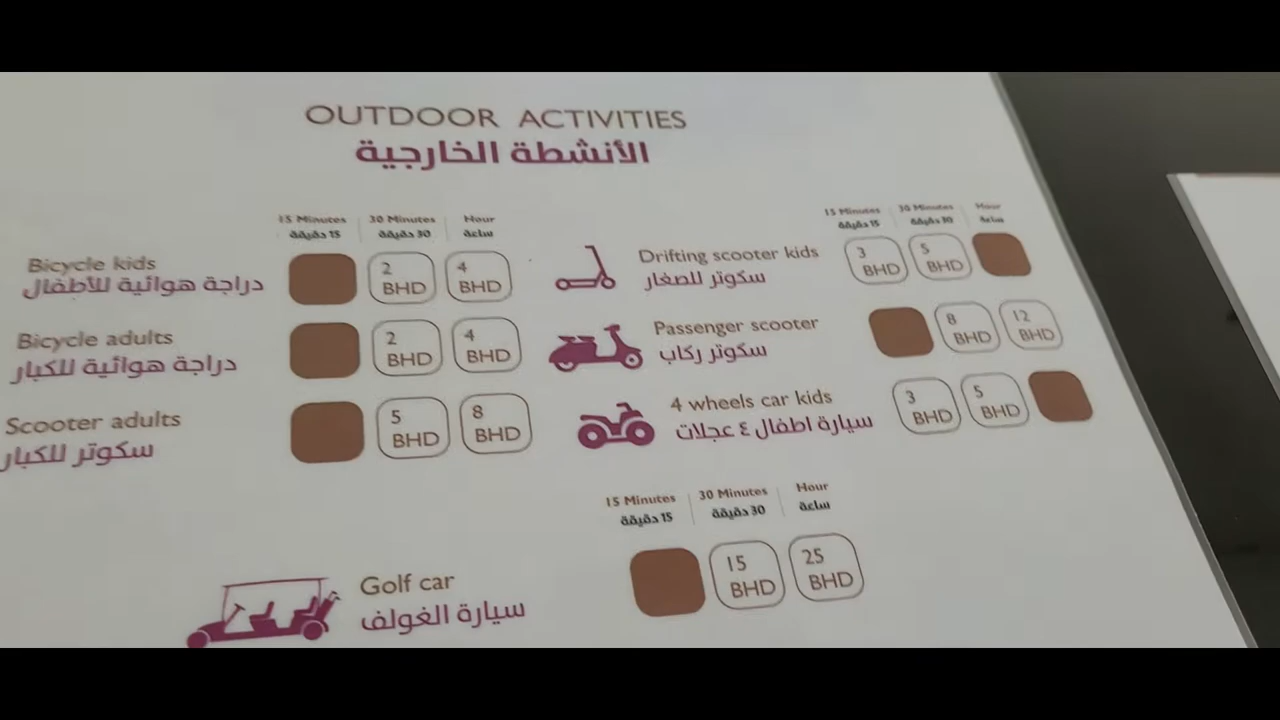 OUTDOOR ACTIVITIES
الأنشطة الخارجية
15 Minutes 30 Minutes Hour
15 دقيقة 30 دقيقة ساعة
Bicycle kids
دراجة هوائية للأطفال
2 BHD
4 BHD
Bicycle adults
دراجة هوائية للكبار
2 BHD
4 BHD
Scooter adults
سكوتر للكبار
5 BHD
8 BHD
15 Minutes 30 Minutes Hour
15 دقيقة 30 دقيقة ساعة
Drifting scooter kids
سكوتر للصغار
3 BHD
5 BHD
Passenger scooter
سكوتر ركاب
8 BHD
12 BHD
4 wheels car kids
سيارة اطفال ٤ عجلات
3 BHD
5 BHD
15 Minutes 30 Minutes Hour
15 دقيقة 30 دقيقة ساعة
Golf car
سيارة الغولف
15 BHD
25 BHD